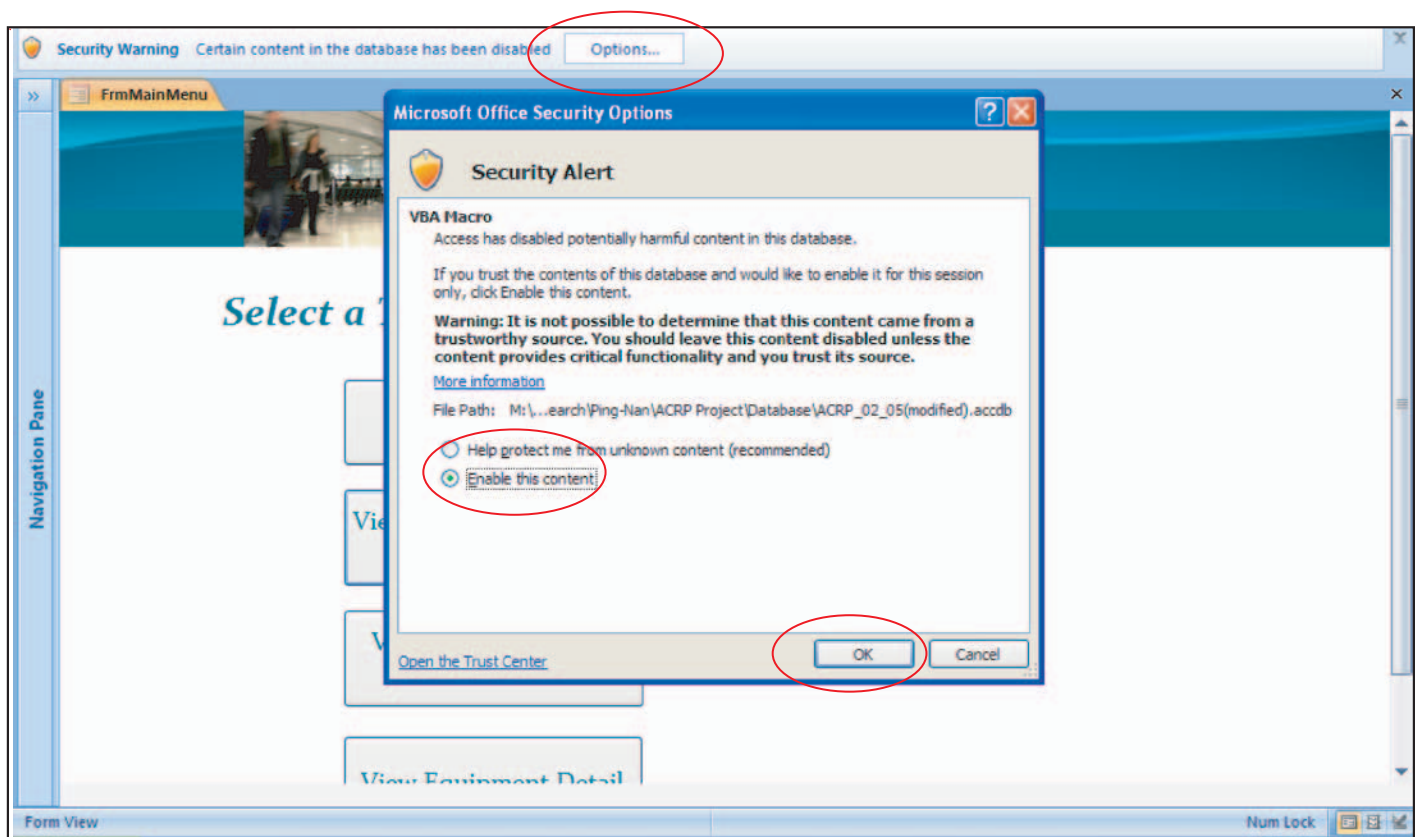 Security Warning Certain content in the database has been disabled Options...
FrmMainMenu
Microsoft Office Security Options
Security Alert
VBA Macro
Access has disabled potentially harmful content in this database.
If you trust the contents of this database and would like to enable it for this session
only, click Enable this content.
Warning: It is not possible to determine that this content came from a
trustworthy source. You should leave this content disabled unless the
content provides critical functionality and you trust its source.
More information
File Path: M:\...earch\Ping-Nan\ACRP Project\Database\ACRP_02_05(modified).accdb
Help protect me from unknown content (recommended)
Enable this content
Open the Trust Center OK Cancel
Select a
View Equipment Detail
Navigation Pane
Form View Num Lock